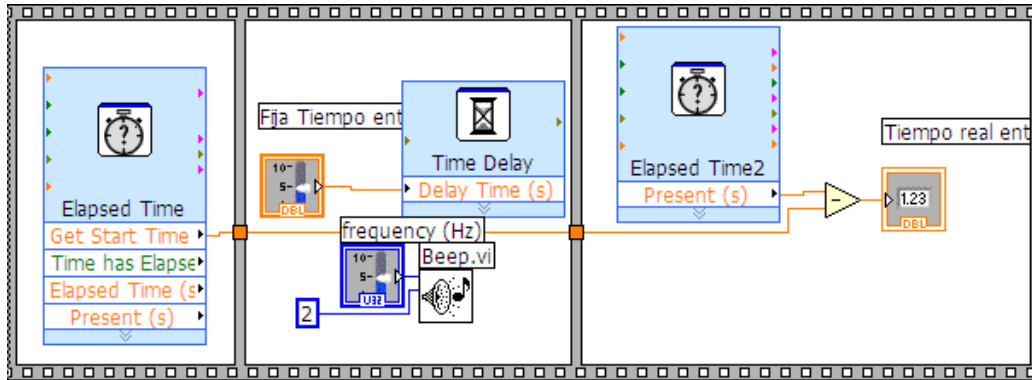 Elapsed Time
Get Start Time
Time has Elapse
Elapsed Time (s
Present (s)
Fija Tiempo ent
10-
5-
DBL
Time Delay
Delay Time (s)
frequency (Hz)
10-
5-
U32
Beep.vi
2
Elapsed Time2
Present (s)
Tiempo real ent
1.23
DBL